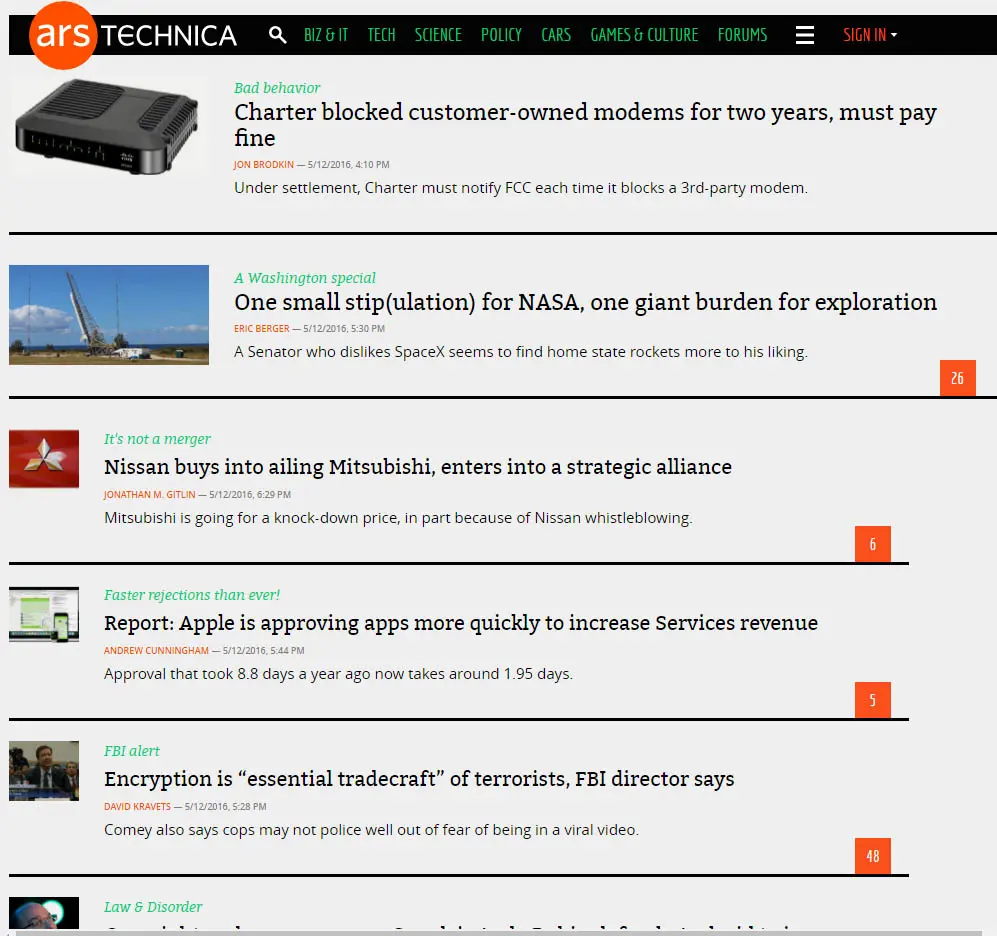 ars TECHNICA
BIZ & IT TECH SCIENCE POLICY CARS GAMES & CULTURE FORUMS SIGN IN
Bad behavior
Charter blocked customer-owned modems for two years, must pay
fine
JON BRODKIN — 5/12/2016, 4:10 PM
Under settlement, Charter must notify FCC each time it blocks a 3rd-party modem.
A Washington special
One small stip(ulation) for NASA, one giant burden for exploration
ERIC BERGER — 5/12/2016, 5:30 PM
A Senator who dislikes SpaceX seems to find home state rockets more to his liking.
26
It's not a merger
Nissan buys into ailing Mitsubishi, enters into a strategic alliance
JONATHAN M. GITLIN — 5/12/2016, 6:29 PM
Mitsubishi is going for a knock-down price, in part because of Nissan whistleblowing.
6
Faster rejections than ever!
Report: Apple is approving apps more quickly to increase Services revenue
ANDREW CUNNINGHAM — 5/12/2016, 5:44 PM
Approval that took 8.8 days a year ago now takes around 1.95 days.
5
FBI alert
Encryption is “essential tradecraft” of terrorists, FBI director says
DAVID KRAVETS — 5/12/2016, 5:28 PM
Comey also says cops may not police well out of fear of being in a viral video.
48
Law & Disorder